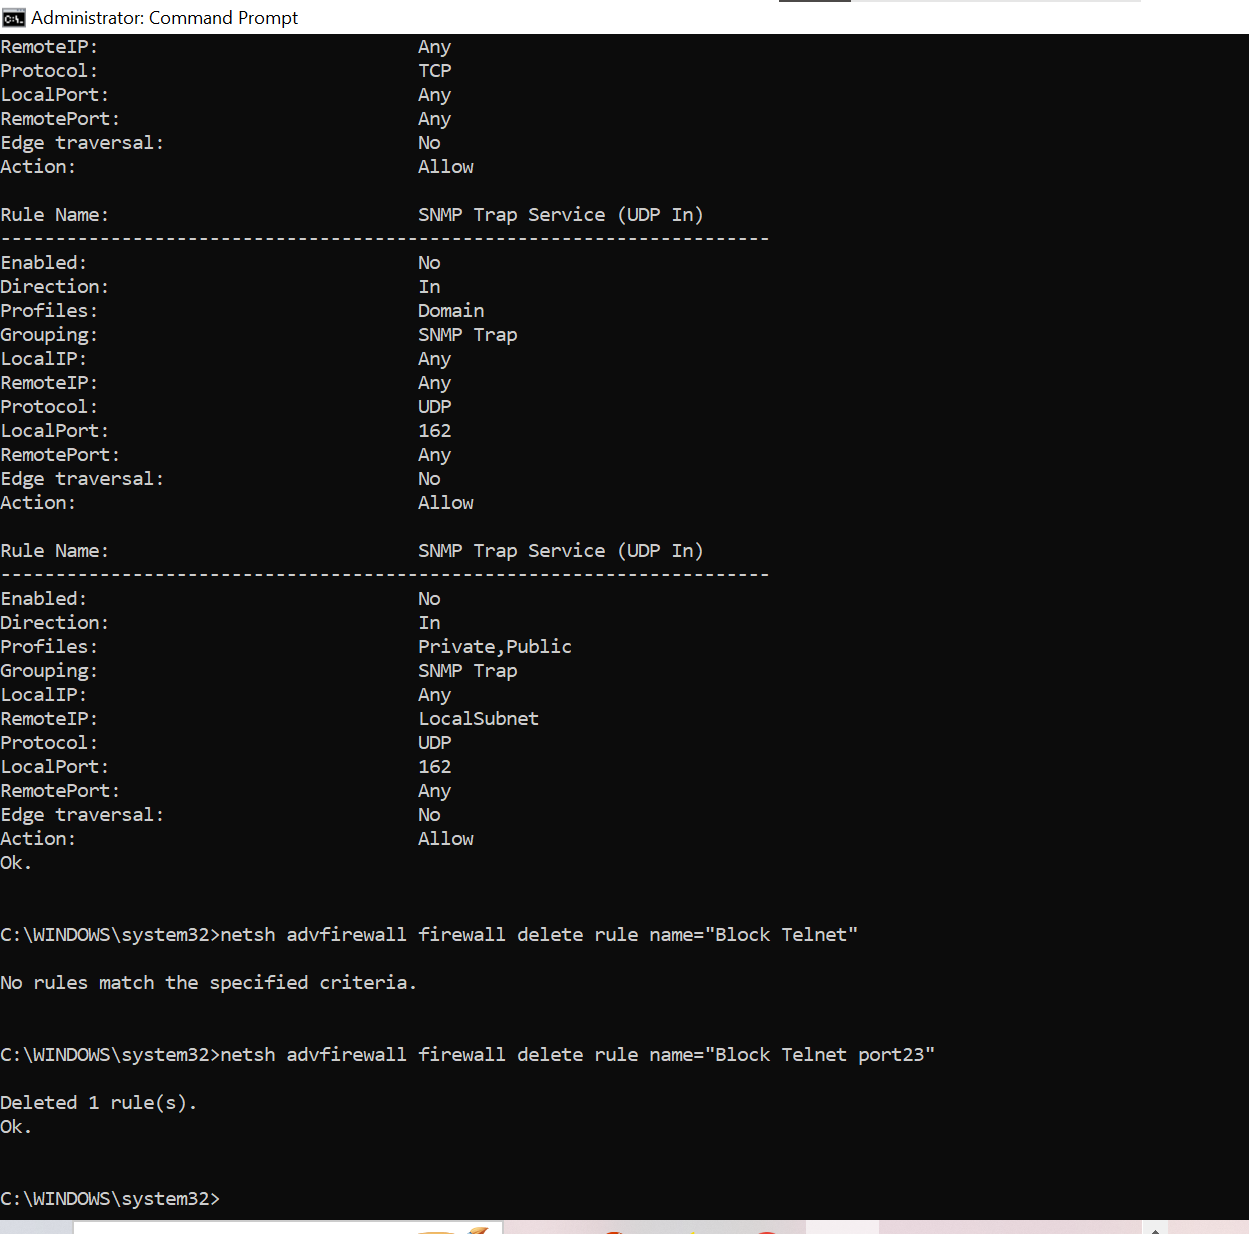 Administrator: Command Prompt
RemoteIP: Any
Protocol: TCP
LocalPort: Any
RemotePort: Any
Edge traversal: No
Action: Allow
Rule Name: SNMP Trap Service (UDP In)
----------------------------------------------------------------------
Enabled: No
Direction: In
Profiles: Domain
Grouping: SNMP Trap
LocalIP: Any
RemoteIP: Any
Protocol: UDP
LocalPort: 162
RemotePort: Any
Edge traversal: No
Action: Allow
Rule Name: SNMP Trap Service (UDP In)
----------------------------------------------------------------------
Enabled: No
Direction: In
Profiles: Private,Public
Grouping: SNMP Trap
LocalIP: Any
RemoteIP: LocalSubnet
Protocol: UDP
LocalPort: 162
RemotePort: Any
Edge traversal: No
Action: Allow
Ok.
C:\WINDOWS\system32>netsh advfirewall firewall delete rule name="Block Telnet"
No rules match the specified criteria.
C:\WINDOWS\system32>netsh advfirewall firewall delete rule name="Block Telnet port23"
Deleted 1 rule(s).
Ok.
C:\WINDOWS\system32>